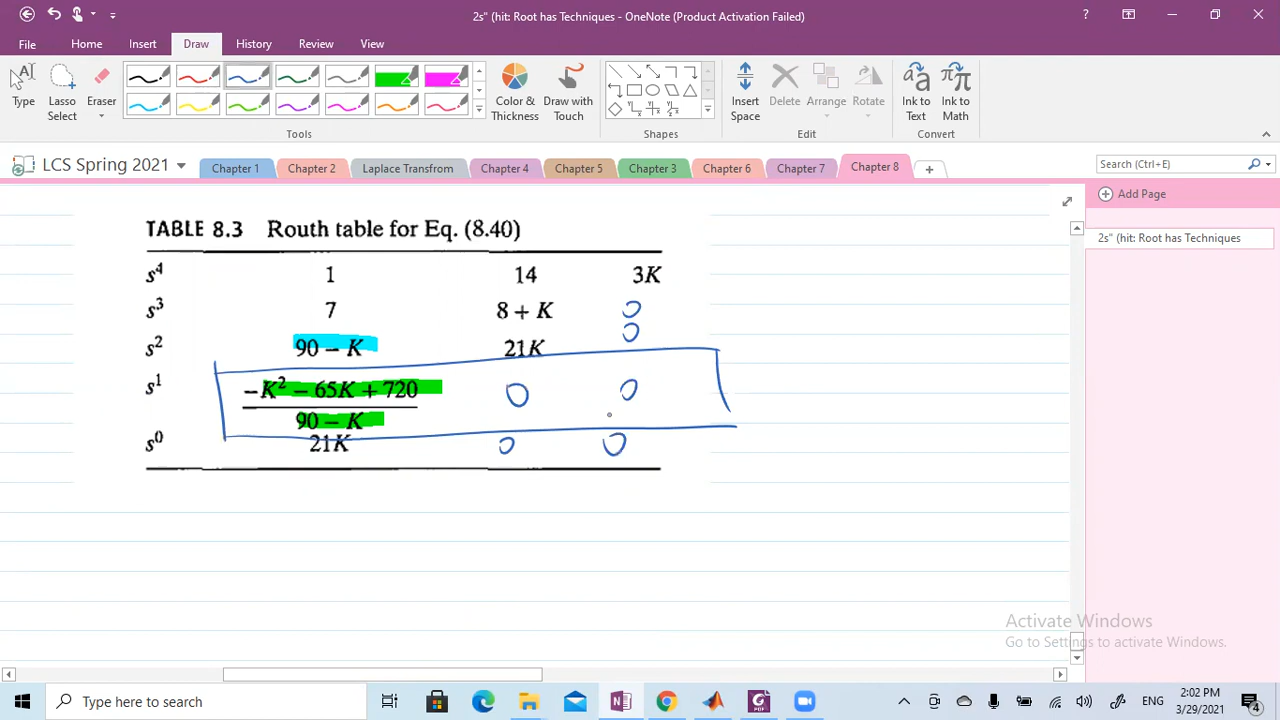 2s" (hit: Root has Techniques - OneNote (Product Activation Failed)
File Home Insert Draw History Review View
Type
Lasso Select
Eraser
Color & Thickness
Draw with Touch
Insert Space
Delete
Arrange
Rotate
Ink to Text
Ink to Math
Tools
Shapes
Edit
Convert
LCS Spring 2021
Chapter 1 Chapter 2 Laplace Transfrom Chapter 4 Chapter 5 Chapter 3 Chapter 6 Chapter 7 Chapter 8
Search (Ctrl+E)
Add Page
2s" (hit: Root has Techniques
TABLE 8.3 Routh table for Eq. (8.40)
s⁴ 1 14 3K
s³ 7 8 + K 0
0
s² 90 − K 21K
s¹ −K² − 65K + 720 0 0
90 − K
s⁰ 21K 0 0
Activate Windows
Go to Settings to activate Windows.
Type here to search
ENG
2:02 PM
3/29/2021
4